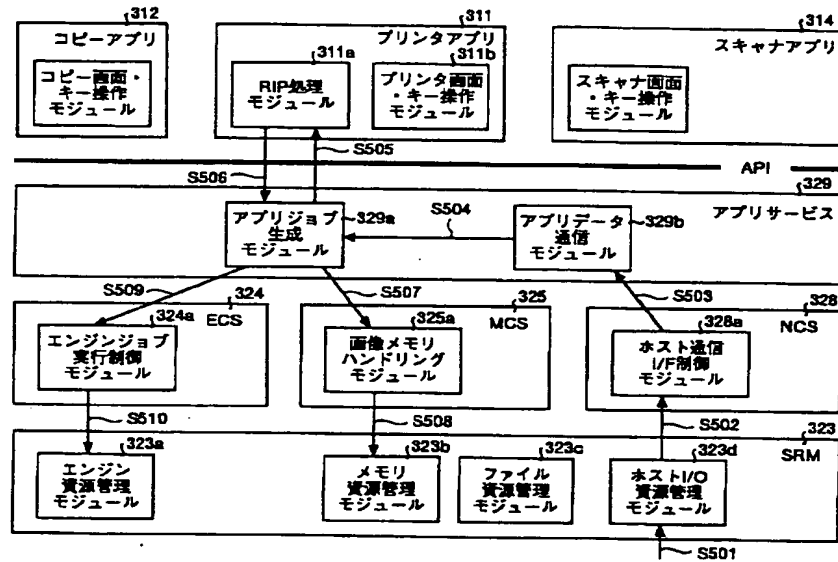 312
コピーアプリ
コピー画面・
キー操作
モジュール
311
プリンタアプリ
311a
RIP処理
モジュール
311b
プリンタ画面
・キー操作
モジュール
314
スキャナアプリ
スキャナ画面
・キー操作
モジュール
S506
S505
API
329
アプリサービス
アプリジョブ
生成
モジュール
329a
S504
アプリデータ
通信
モジュール
329b
S509
S507
S503
324
ECS
324a
エンジンジョブ
実行制御
モジュール
325
MCS
325a
画像メモリ
ハンドリング
モジュール
328
NCS
328a
ホスト通信
I/F制御
モジュール
S510
S508
S502
323
SRM
323a
エンジン
資源管理
モジュール
323b
メモリ
資源管理
モジュール
323c
ファイル
資源管理
モジュール
323d
ホストI/O
資源管理
モジュール
S501